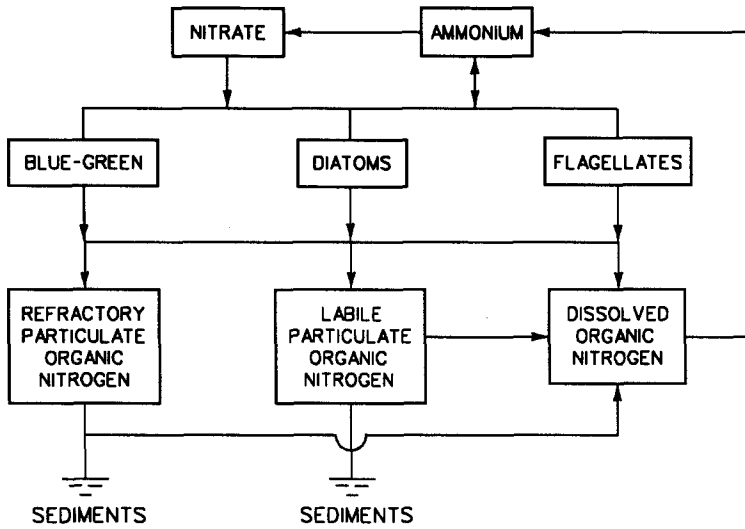 NITRATE
AMMONIUM
BLUE-GREEN
DIATOMS
FLAGELLATES
REFRACTORY
PARTICULATE
ORGANIC
NITROGEN
LABILE
PARTICULATE
ORGANIC
NITROGEN
DISSOLVED
ORGANIC
NITROGEN
SEDIMENTS
SEDIMENTS